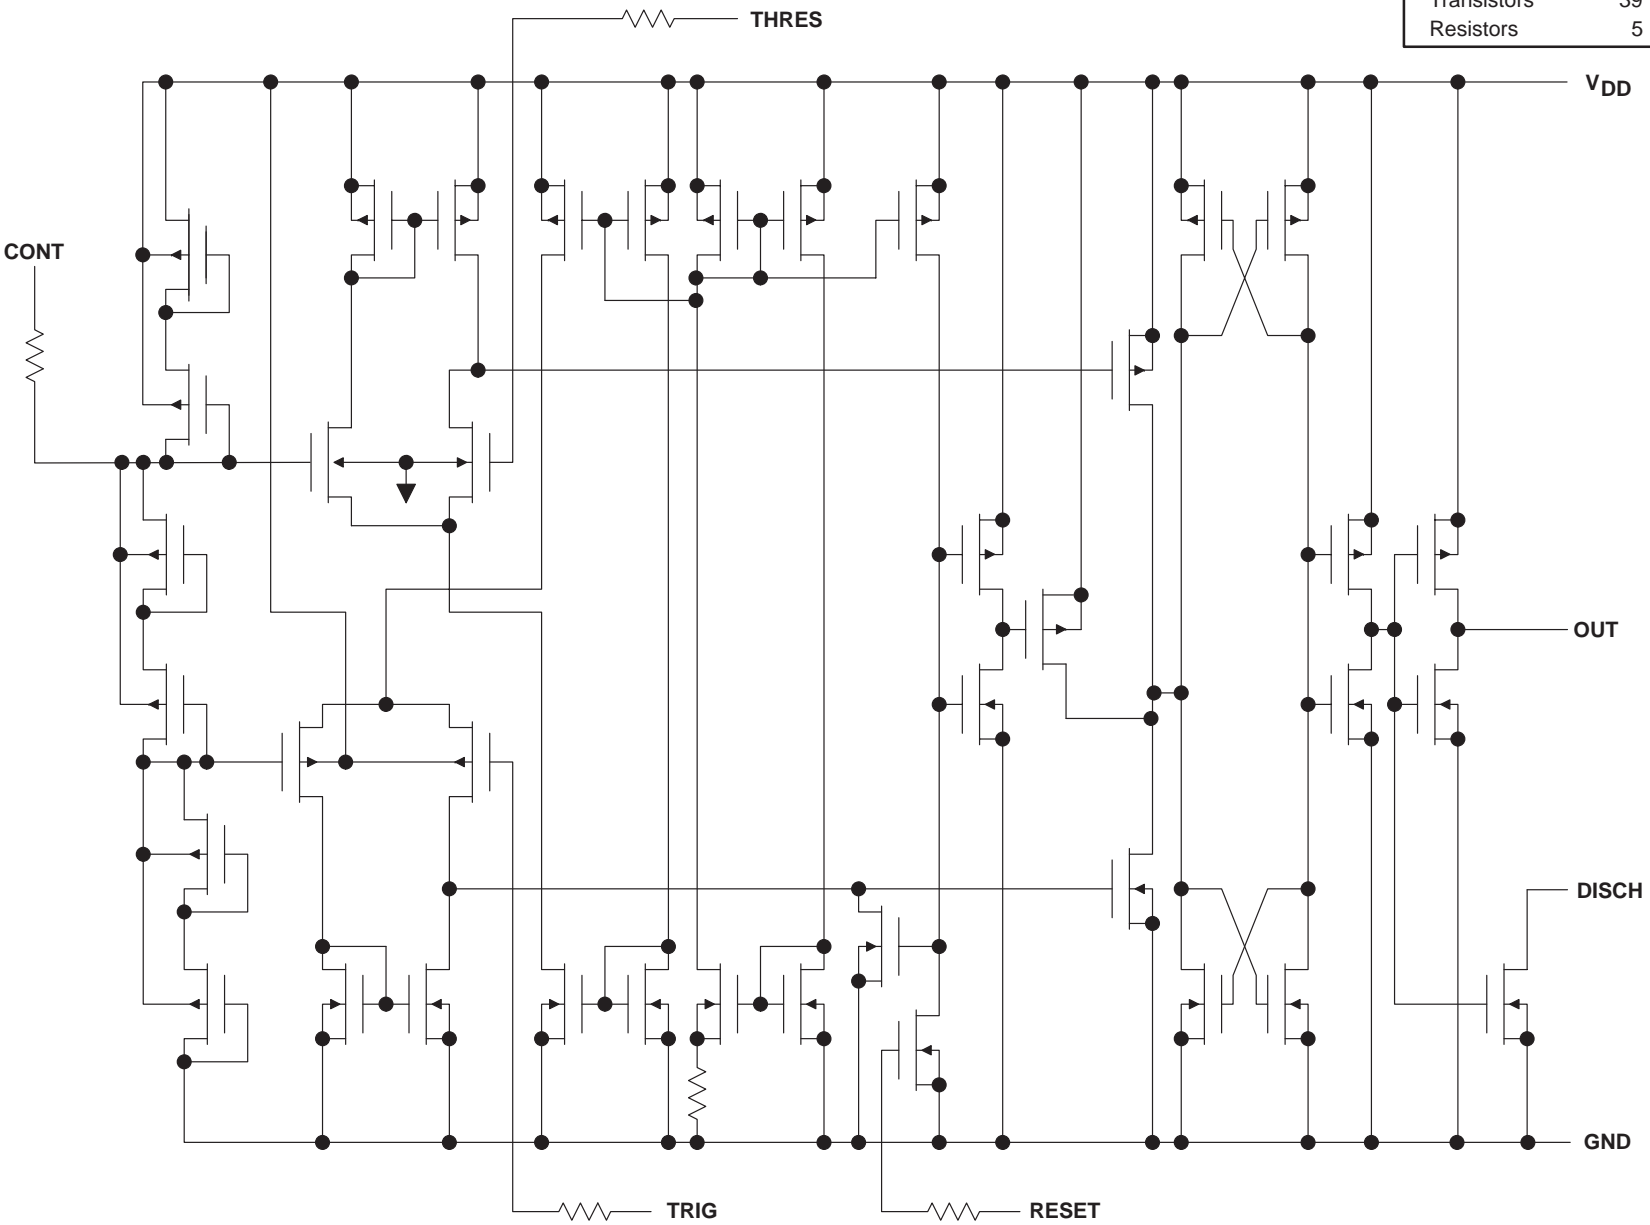 Transistors 39
Resistors 5
THRES
VDD
CONT
OUT
DISCH
GND
TRIG
RESET